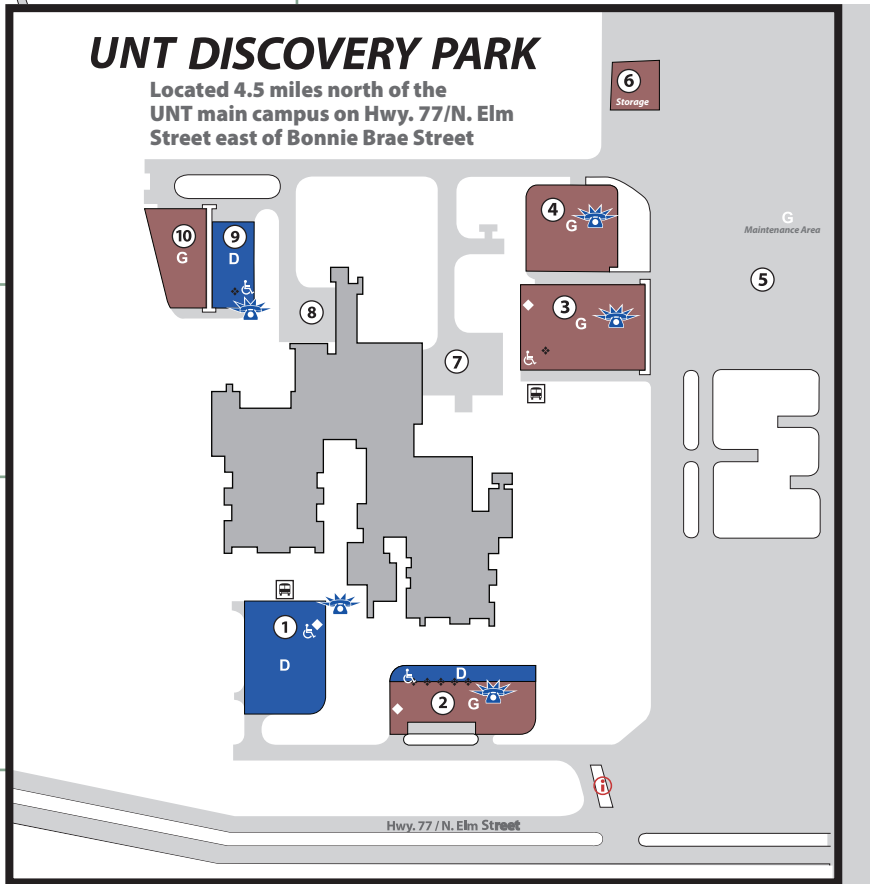 UNT DISCOVERY PARK
Located 4.5 miles north of the
UNT main campus on Hwy. 77/N. Elm
Street east of Bonnie Brae Street
6
Storage
4
G
10
G
9
D
G
Maintenance Area
5
3
G
8
7
1
D
D
2
G
i
Hwy. 77 / N. Elm Street